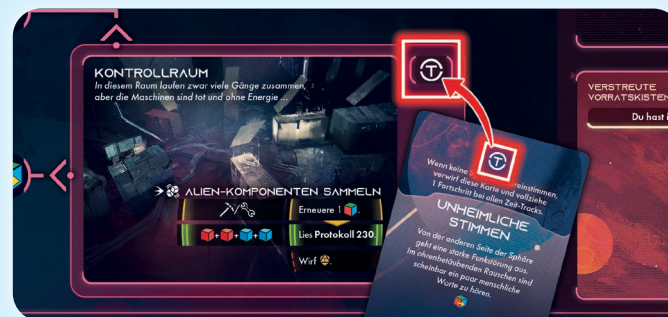 KONTROLLRAUM
In diesem Raum laufen zwar viele Gänge zusammen,
aber die Maschinen sind tot und ohne Energie ...
T
ALIEN-KOMPONENTEN SAMMELN
Erneuere 1
Lies Protokoll 230.
Wirf
T
Wenn keine
verwirf diese Karte und vollziehe
1 Fortschritt bei allen Zeit-Tracks.
UNHEIMLICHE
STIMMEN
Von der anderen Seite der Sphäre
geht eine starke Funkstörung aus.
Im ohrenbetäubenden Rauschen sind
scheinbar ein paar menschliche
Worte zu hören.
VERSTREUTE
VORRATSKISTEN
Du hast